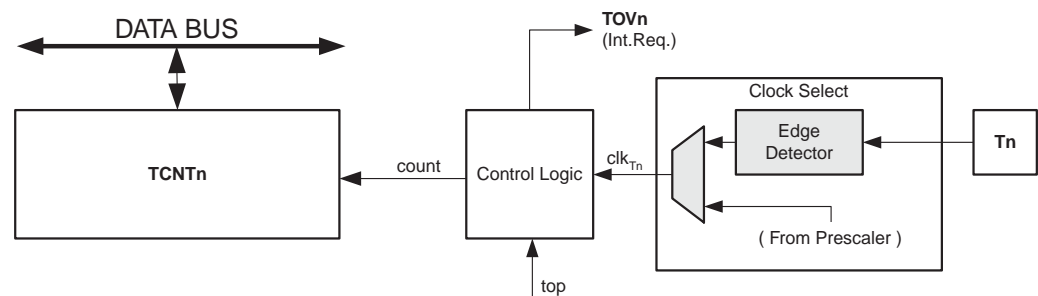 DATA BUS
TOVn
(Int.Req.)
Clock Select
Edge
Detector
Tn
TCNTn
count
Control Logic
clkTn
( From Prescaler )
top